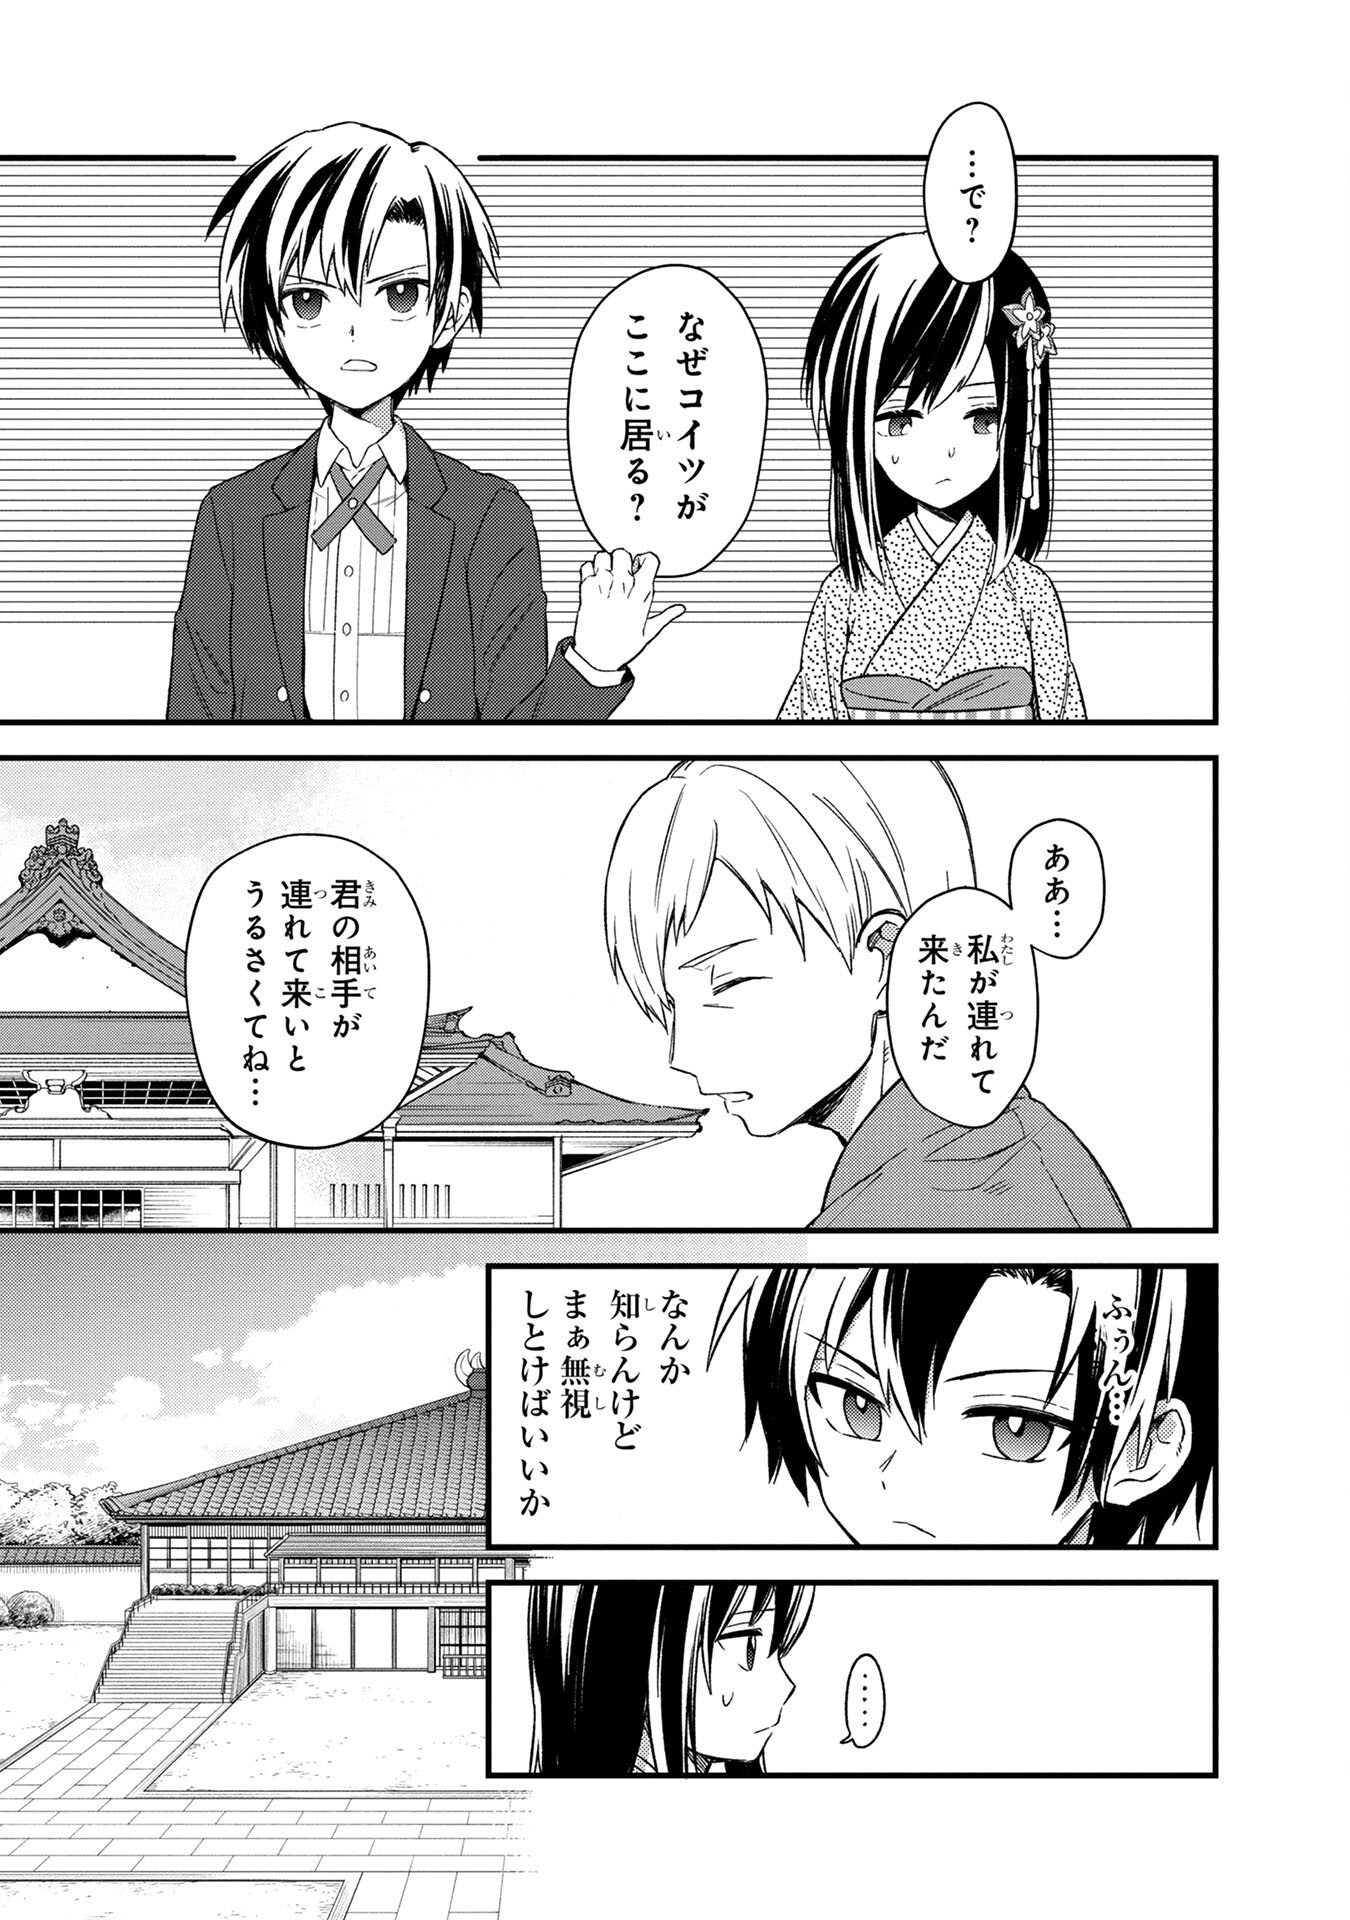 …で？
なぜコイツが
ここに居る？
ああ…
私が連れて
来たんだ
君の相手が
連れて来いと
うるさくてね…
ふぅん…
なんか
知らんけど
まぁ無視
しとけばいいか
……